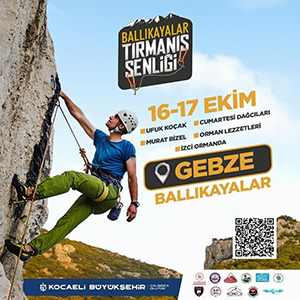 BALLIKAYALAR
TIRMANIŞ
ŞENLİĞİ
16-17 EKİM
UFUK KOÇAK
CUMARTESİ DAĞCILARI
MURAT BİZEL
ORMAN LEZZETLERİ
İZCİ ORMANDA
GEBZE
BALLIKAYALAR
KOCAELİ BÜYÜKŞEHİR